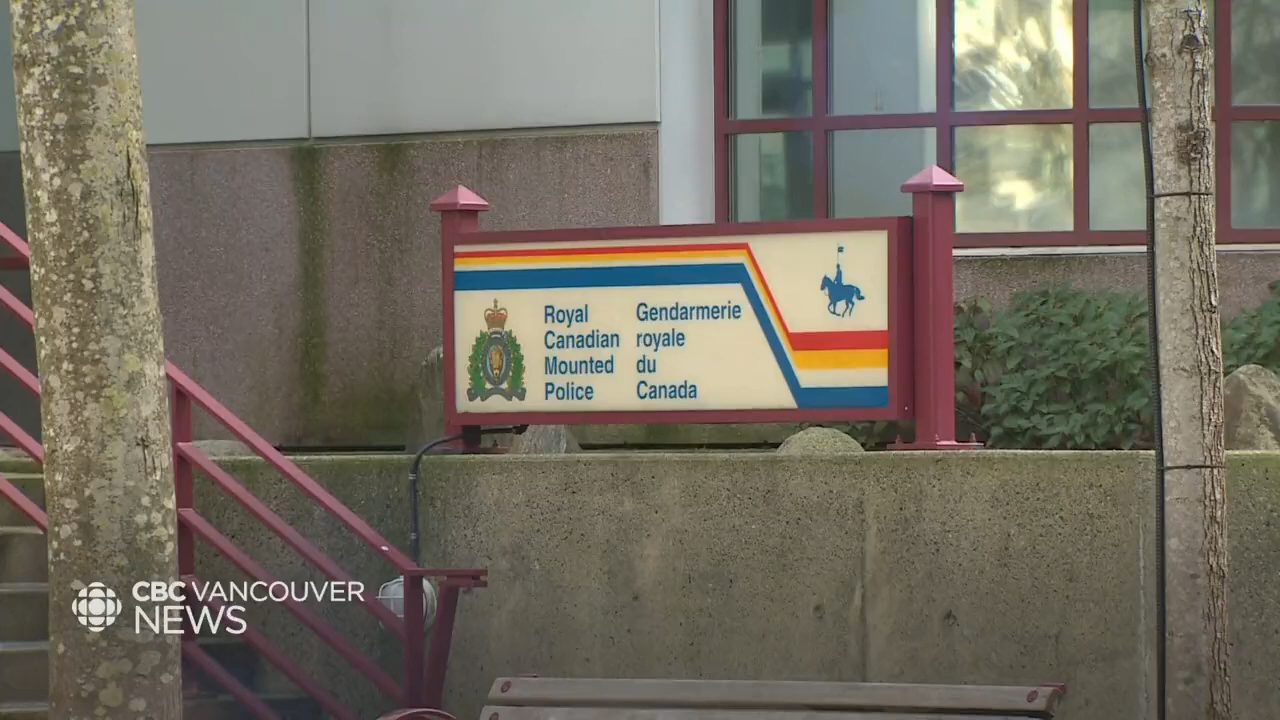 Royal
Canadian
Mounted
Police
Gendarmerie
royale
du
Canada
CBC VANCOUVER
NEWS